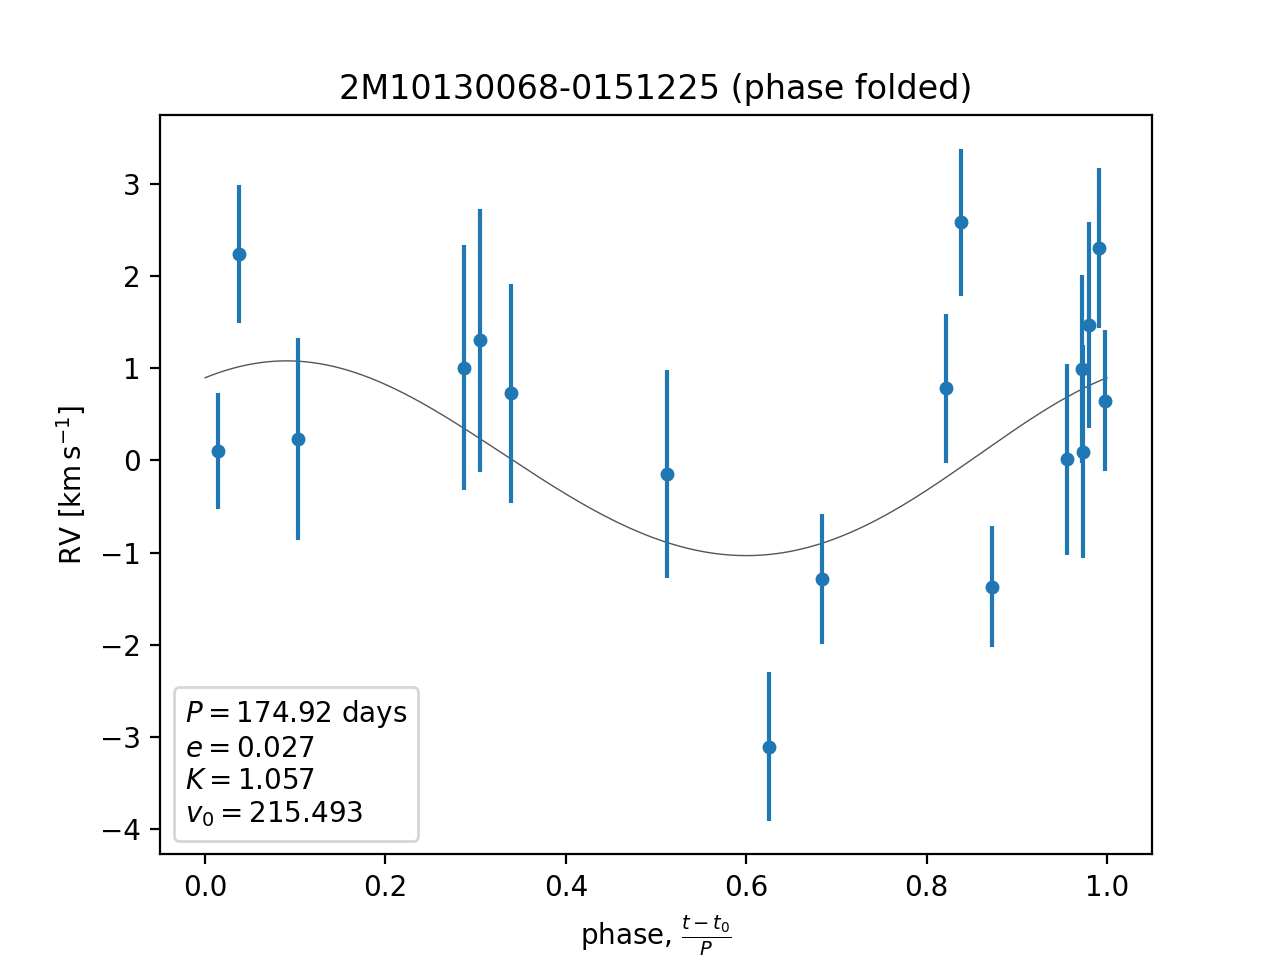 2M10130068-0151225 (phase folded)
RV [km s⁻¹]
3
2
1
0
−1
−2
−3
−4
P = 174.92 days
e = 0.027
K = 1.057
v₀ = 215.493
0.0 0.2 0.4 0.6 0.8 1.0
phase, (t − t₀)/P